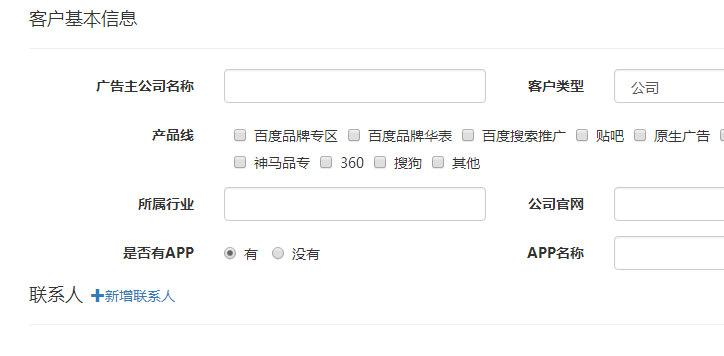 客户基本信息
广告主公司名称 客户类型 公司
产品线 百度品牌专区 百度品牌华表 百度搜索推广 贴吧 原生广告
神马品专 360 搜狗 其他
所属行业 公司官网
是否有APP 有 没有 APP名称
联系人 +新增联系人